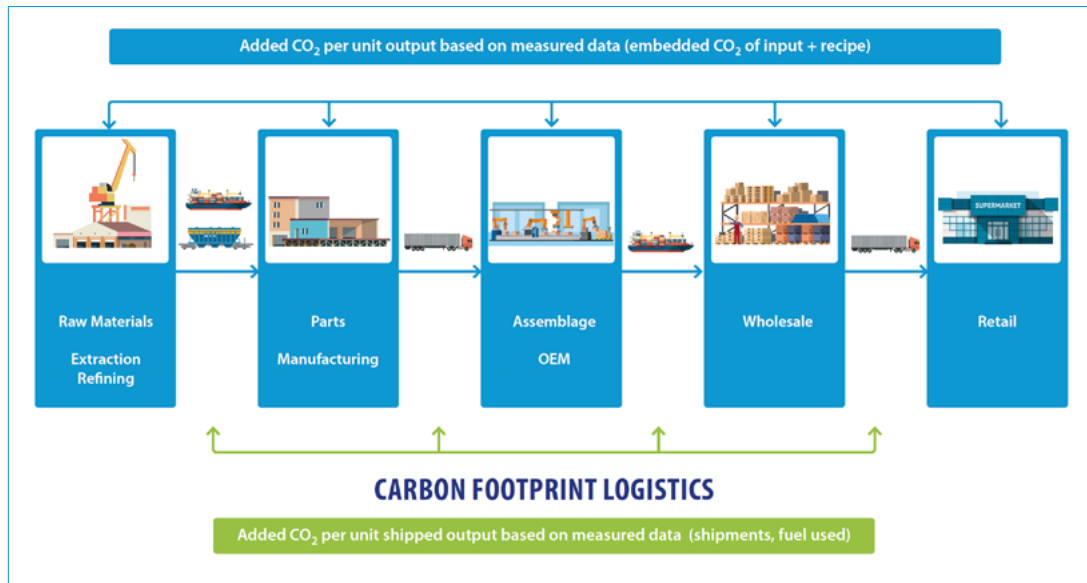 Added CO₂ per unit output based on measured data (embedded CO₂ of input + recipe)
SUPERMARKET
Raw Materials
Extraction
Refining
Parts
Manufacturing
Assemblage
OEM
Wholesale
Retail
CARBON FOOTPRINT LOGISTICS
Added CO₂ per unit shipped output based on measured data (shipments, fuel used)